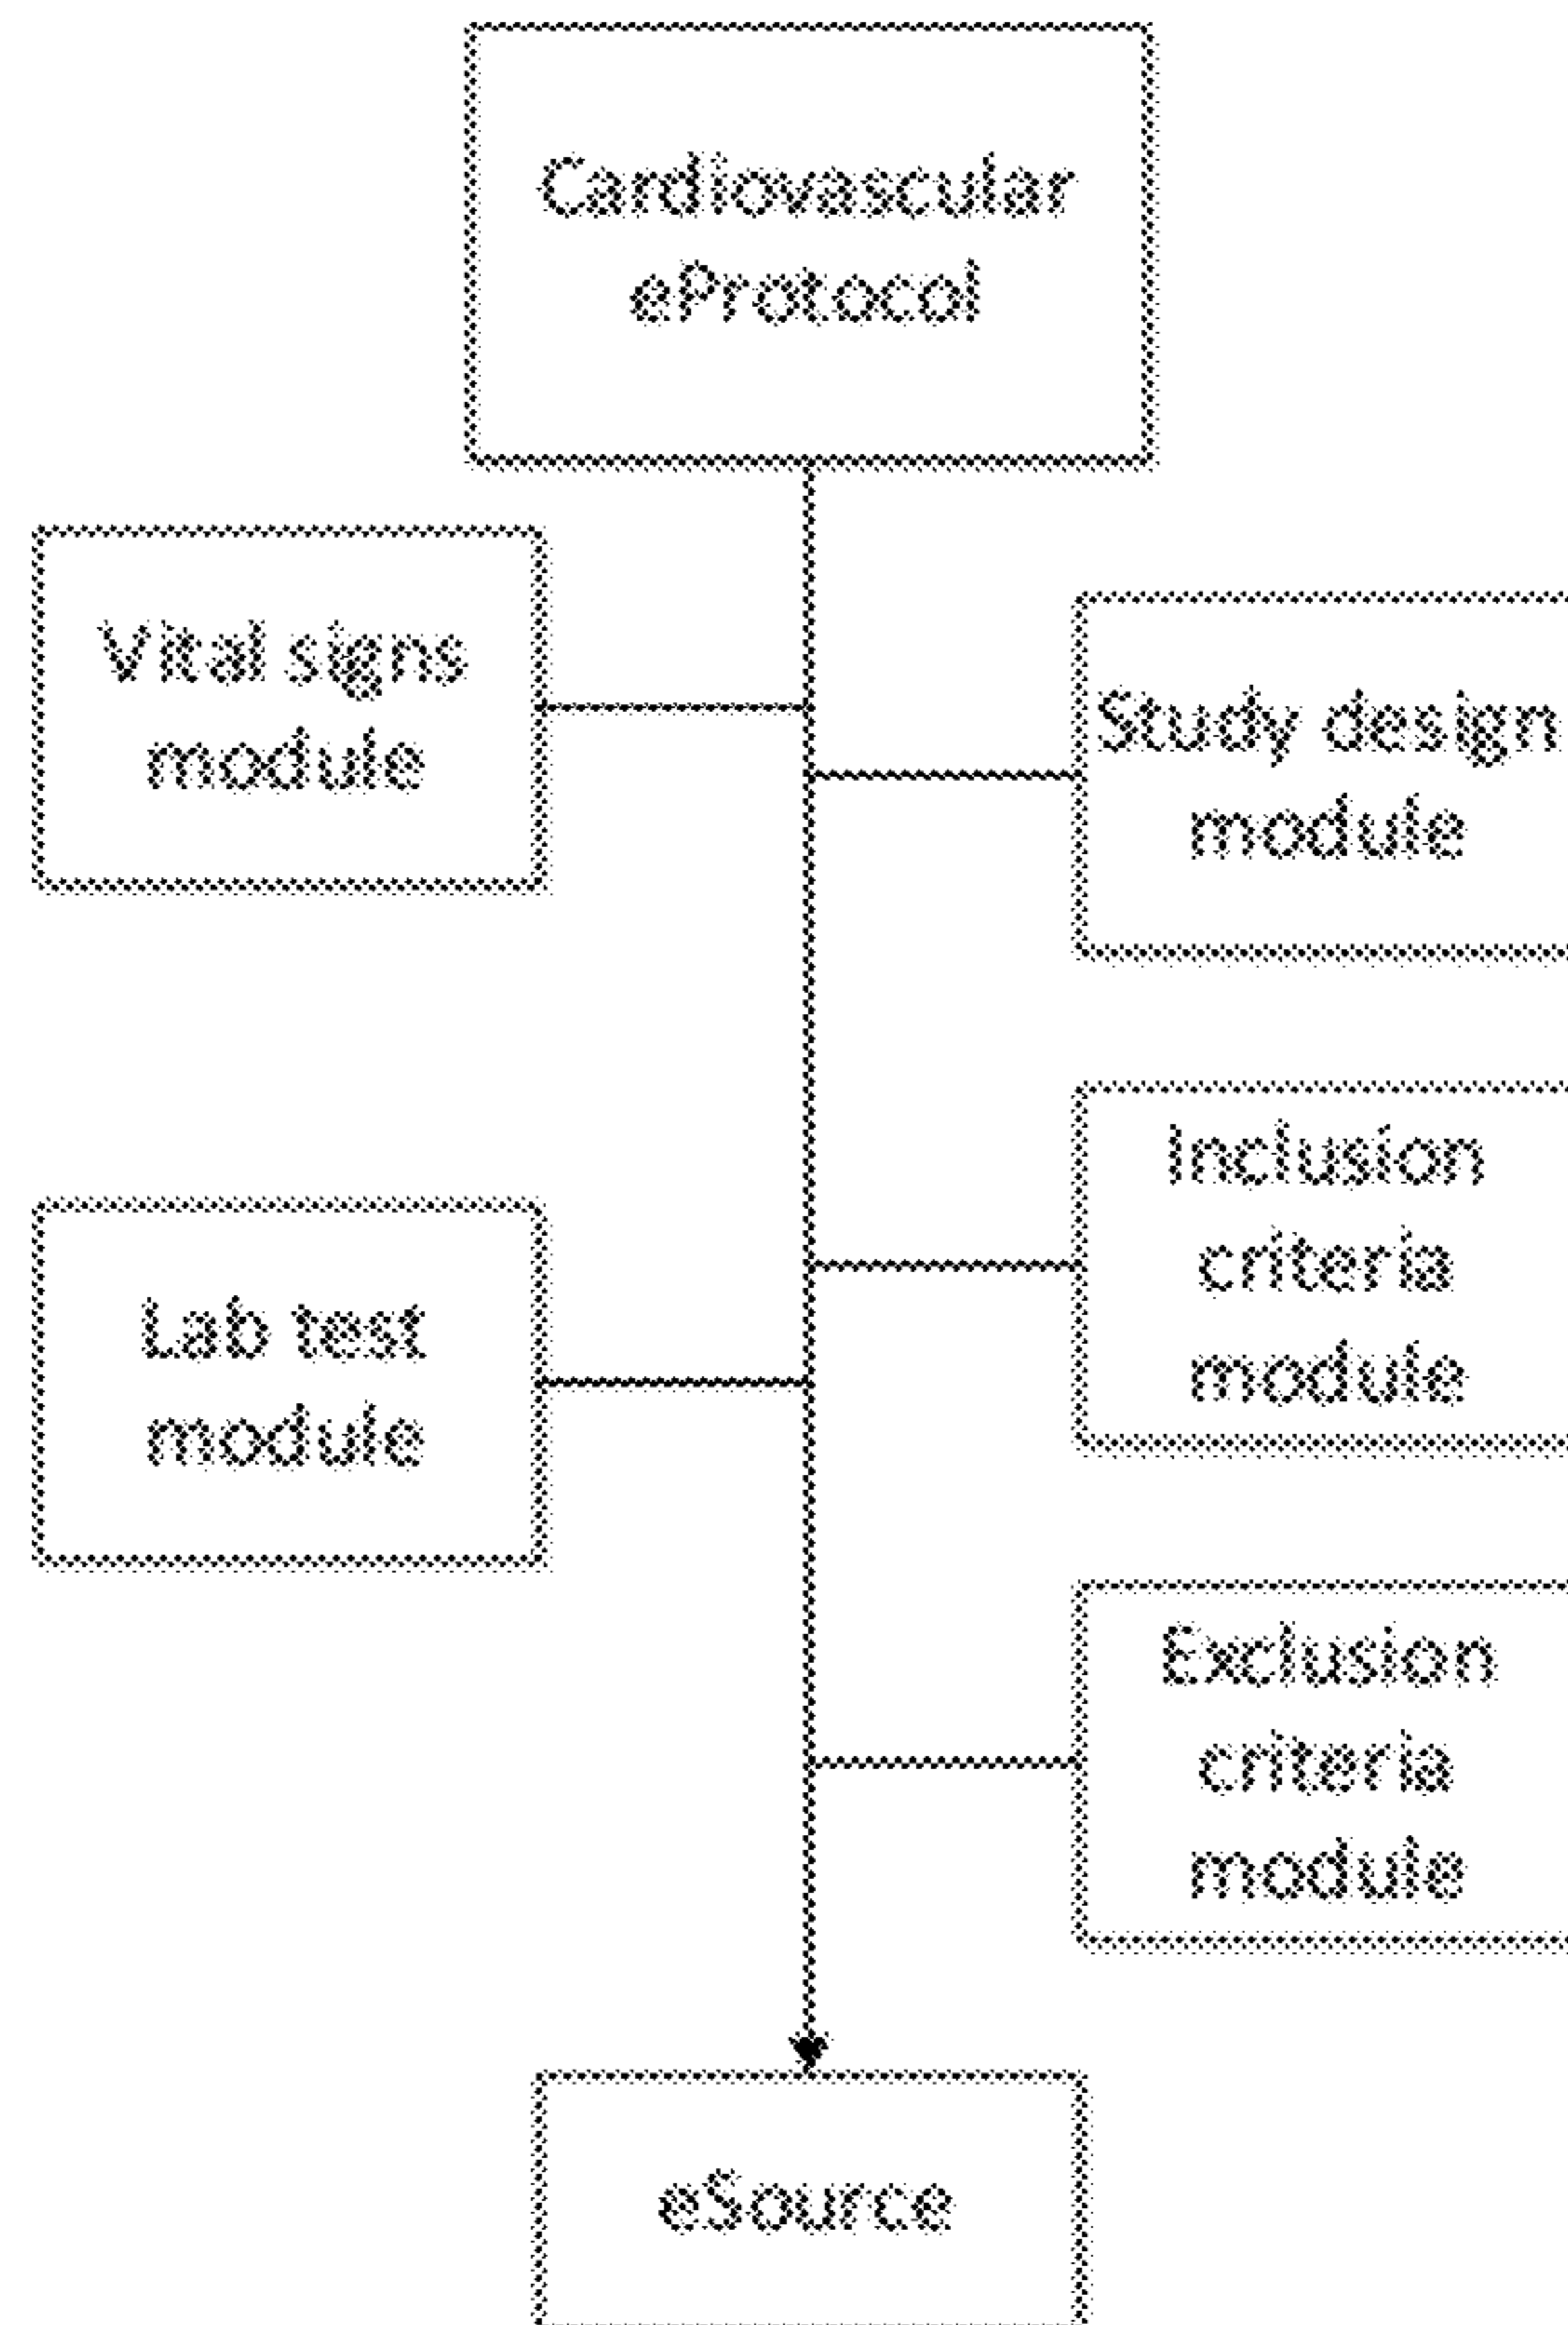 Cardiovascular
eProtocol
Vital signs
module
Study design
module
Inclusion
criteria
module
Lab test
module
Exclusion
criteria
module
eSource